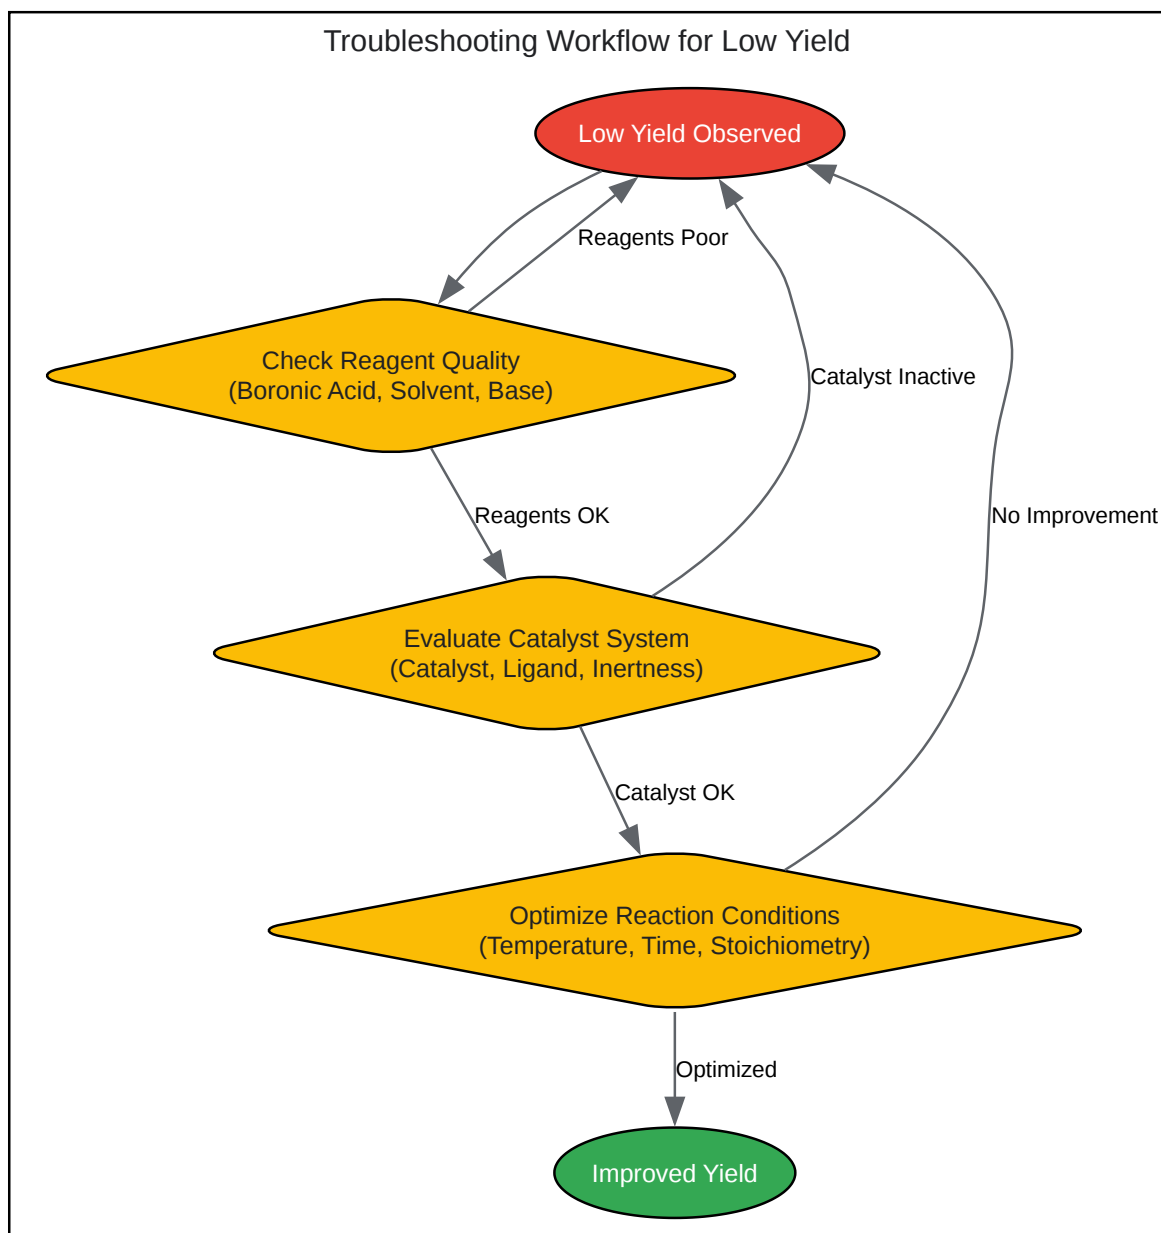 Troubleshooting Workflow for Low Yield
Low Yield Observed
Reagents Poor
Check Reagent Quality
(Boronic Acid, Solvent, Base)
Catalyst Inactive
Reagents OK
No Improvement
Evaluate Catalyst System
(Catalyst, Ligand, Inertness)
Catalyst OK
Optimize Reaction Conditions
(Temperature, Time, Stoichiometry)
Optimized
Improved Yield